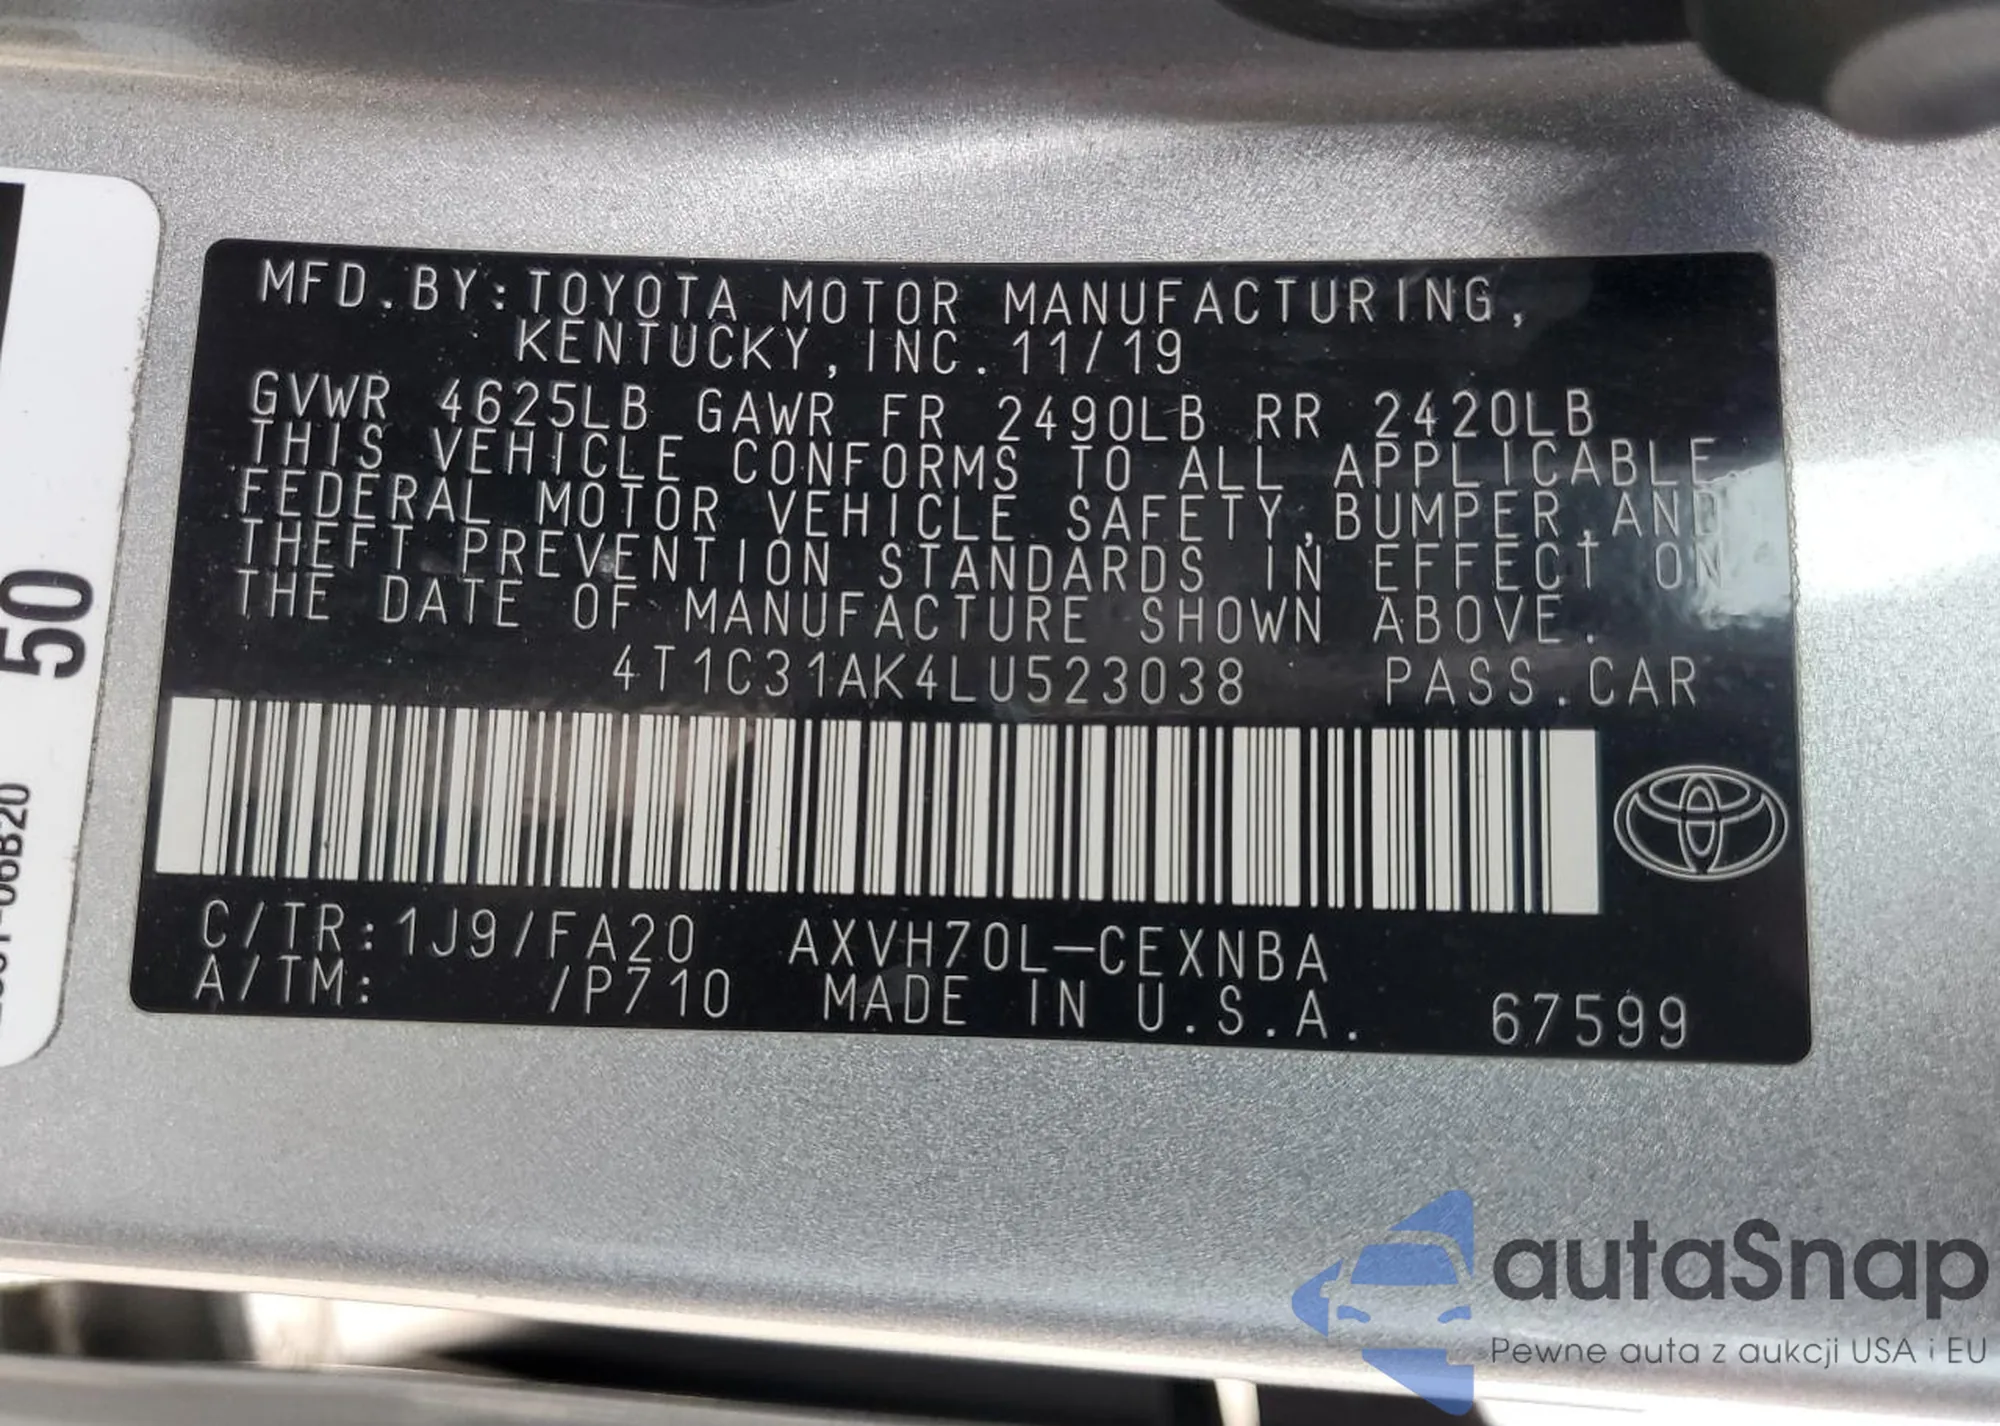 MFD.BY:TOYOTA MOTOR MANUFACTURING,
KENTUCKY,INC.11/19
GVWR 4625LB GAWR FR 2490LB RR 2420LB
THIS VEHICLE CONFORMS TO ALL APPLICABLE
FEDERAL MOTOR VEHICLE SAFETY,BUMPER,AND
THEFT PREVENTION STANDARDS IN EFFECT ON
THE DATE OF MANUFACTURE SHOWN ABOVE.
4T1C31AK4LU523038 PASS.CAR
C/TR:1J9/FA20 AXVH70L-CEXNBA
A/TM: /P710 MADE IN U.S.A. 67599
50
autaSnap
Pewne auta z aukcji USA i EU